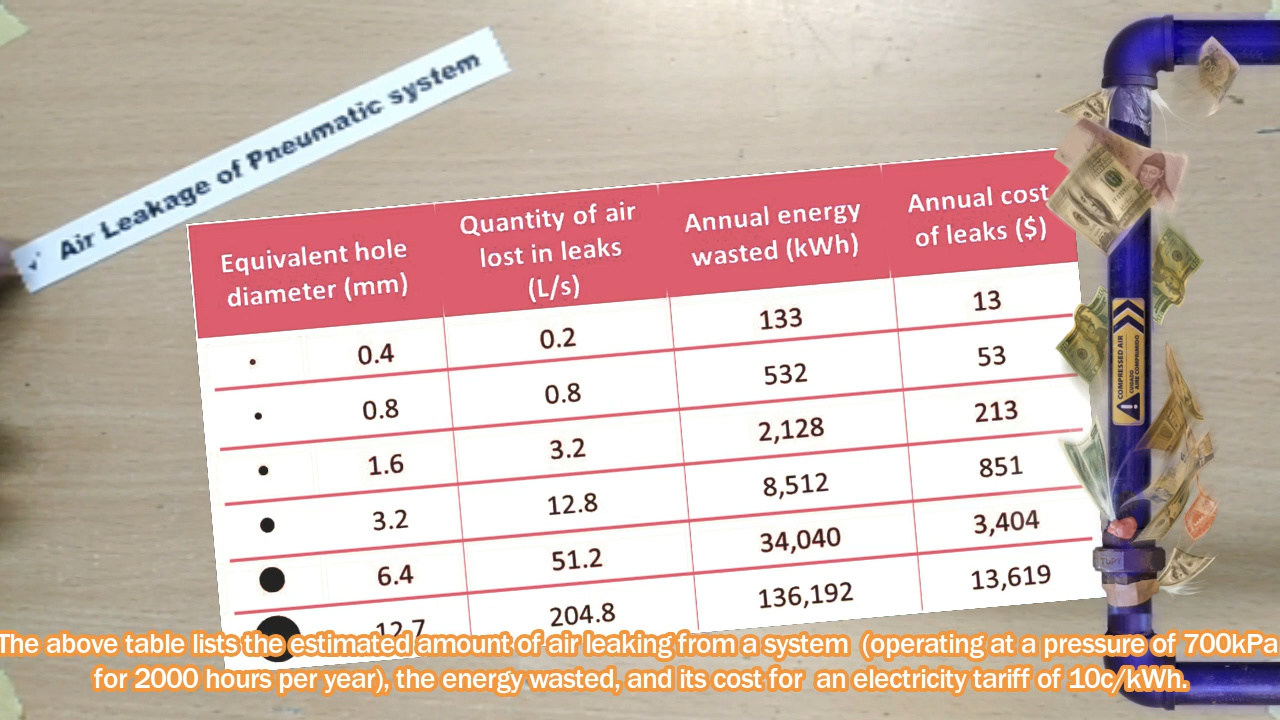 ✓ Air Leakage of Pneumatic system
Equivalent hole
diameter (mm)
Quantity of air
lost in leaks
(L/s)
Annual energy
wasted (kWh)
Annual cost
of leaks ($)
0.4 0.2 133 13
0.8 0.8 532 53
1.6 3.2 2,128 213
3.2 12.8 8,512 851
6.4 51.2 34,040 3,404
12.7 204.8 136,192 13,619
COMPRESSED AIR
CUIDADO
AIRE COMPRIMIDO
The above table lists the estimated amount of air leaking from a system (operating at a pressure of 700kPa
for 2000 hours per year), the energy wasted, and its cost for an electricity tariff of 10c/kWh.